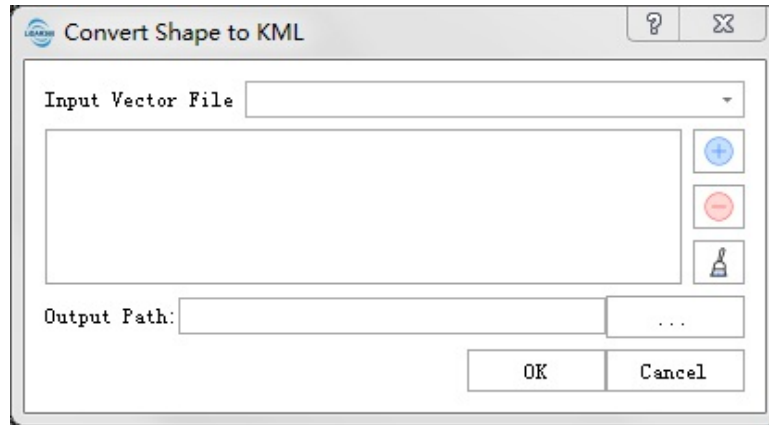 Convert Shape to KML
?
Input Vector File
Output Path:
...
OK
Cancel